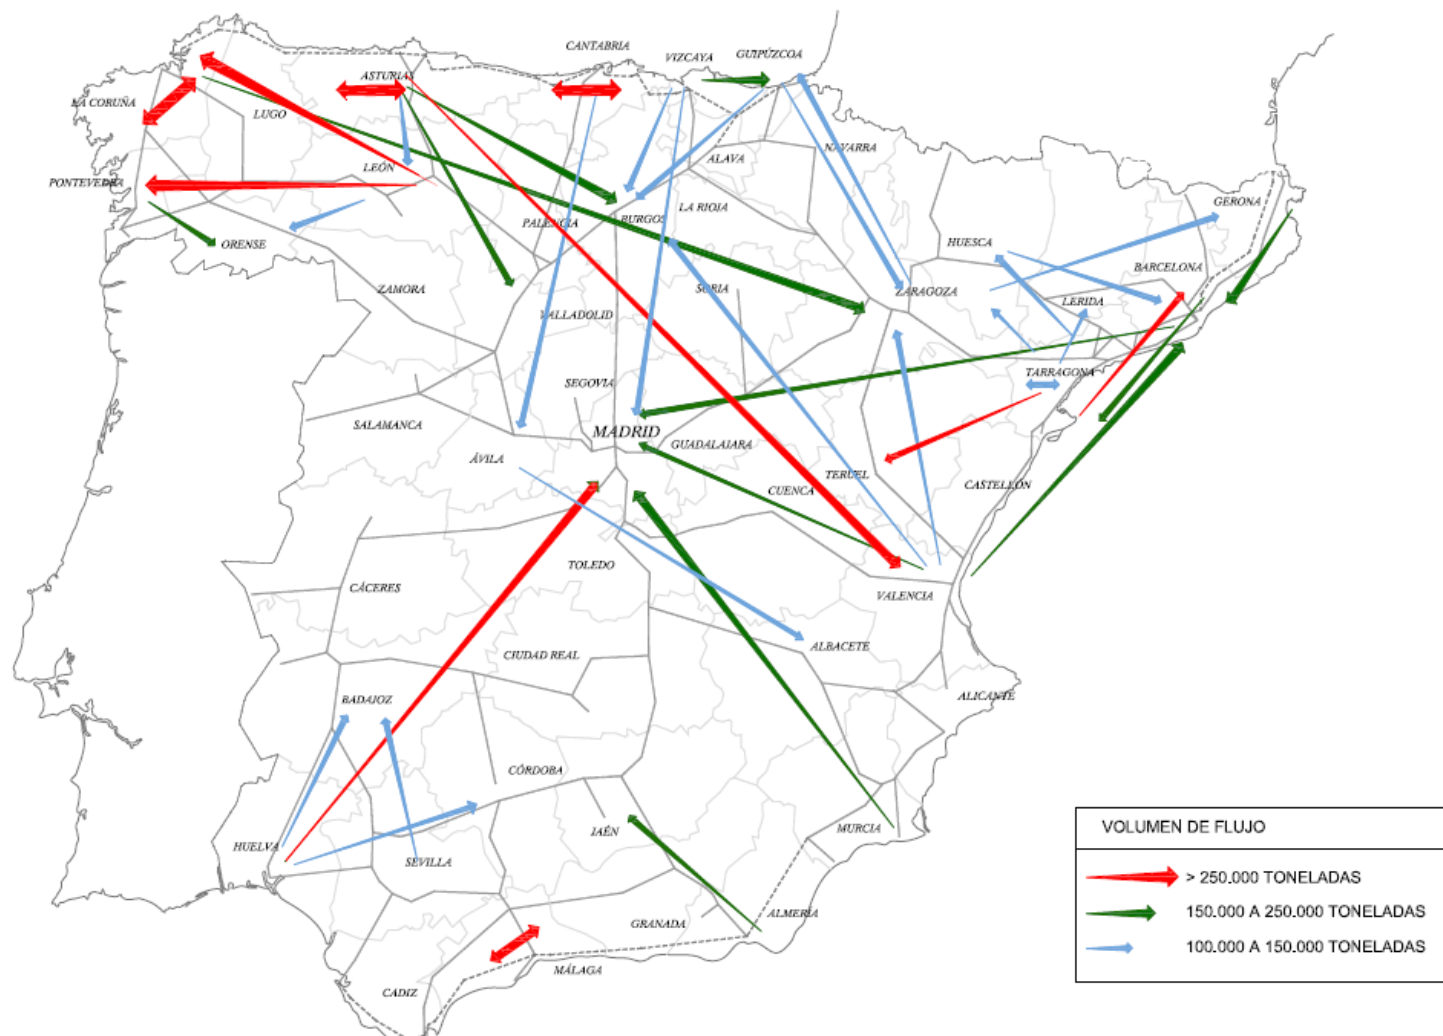 CANTABRIA
VIZCAYA
GUIPÚZCOA
ASTURIAS
LA CORUÑA
LUGO
LEÓN
ALAVA
NAVARRA
PONTEVEDRA
ORENSE
PALENCIA
BURGOS
LA RIOJA
HUESCA
GERONA
BARCELONA
ZAMORA
VALLADOLID
SORIA
ZARAGOZA
LERIDA
SEGOVIA
TARRAGONA
SALAMANCA
MADRID
ÁVILA
GUADALAJARA
TERUEL
CUENCA
CASTELLÓN
TOLEDO
CÁCERES
VALENCIA
CIUDAD REAL
ALBACETE
BADAJOZ
ALICANTE
CÓRDOBA
JAÉN
MURCIA
HUELVA
SEVILLA
GRANADA
ALMERÍA
MÁLAGA
CADIZ
VOLUMEN DE FLUJO
> 250.000 TONELADAS
150.000 A 250.000 TONELADAS
100.000 A 150.000 TONELADAS